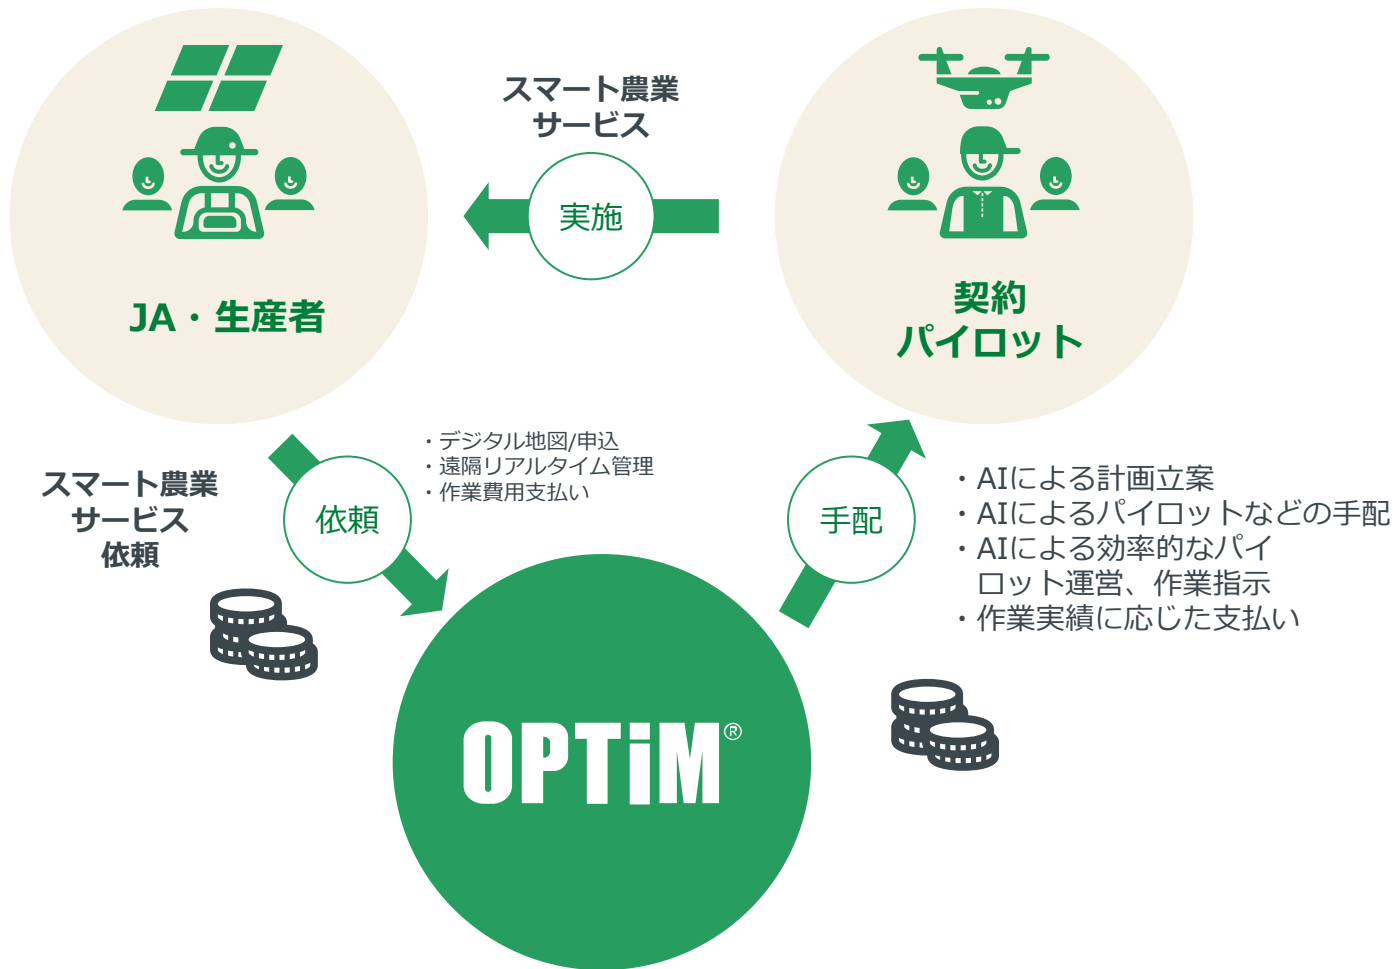 スマート農業
サービス
実施
JA・生産者
契約
パイロット
スマート農業
サービス
依頼
依頼
・デジタル地図/申込
・遠隔リアルタイム管理
・作業費用支払い
手配
・AIによる計画立案
・AIによるパイロットなどの手配
・AIによる効率的なパイ
ロット運営、作業指示
・作業実績に応じた支払い
OPTiM®